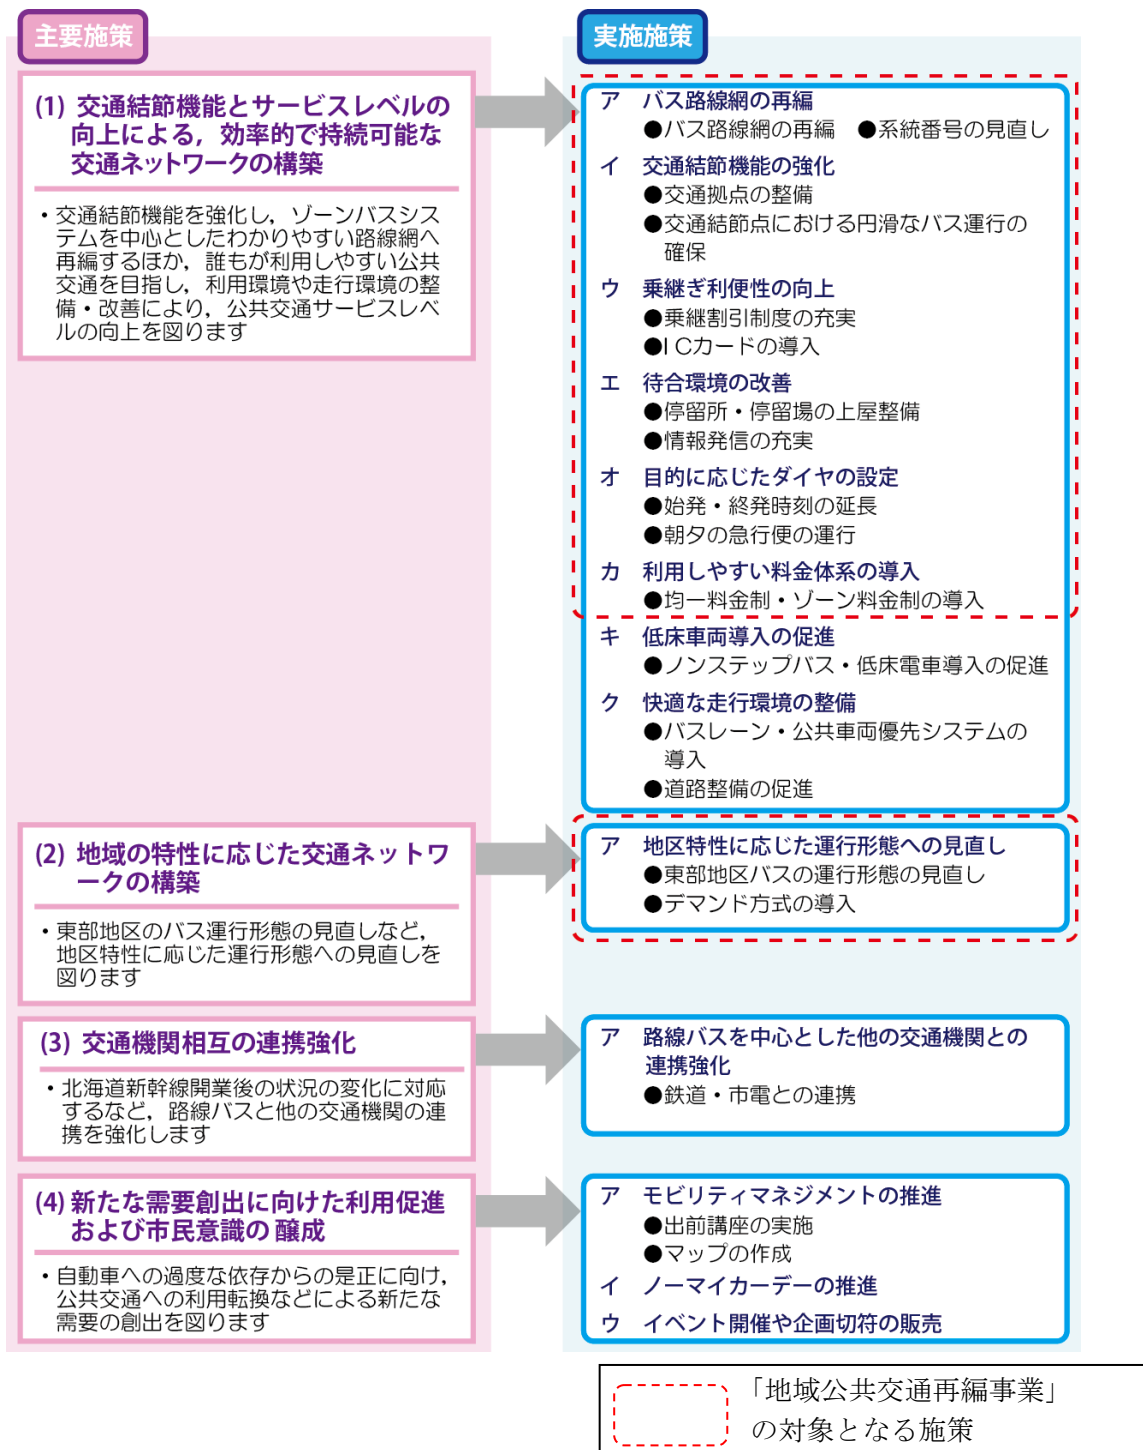 主要施策
(1) 交通結節機能とサービスレベルの
向上による，効率的で持続可能な
交通ネットワークの構築
・交通結節機能を強化し，ゾーンバスシス
テムを中心としたわかりやすい路線網へ
再編するほか，誰もが利用しやすい公共
交通を目指し，利用環境や走行環境の整
備・改善により，公共交通サービスレベ
ルの向上を図ります
実施施策
ア バス路線網の再編
●バス路線網の再編 ●系統番号の見直し
イ 交通結節機能の強化
●交通拠点の整備
●交通結節点における円滑なバス運行の
確保
ウ 乗継ぎ利便性の向上
●乗継割引制度の充実
●ＩＣカードの導入
エ 待合環境の改善
●停留所・停留場の上屋整備
●情報発信の充実
オ 目的に応じたダイヤの設定
●始発・終発時刻の延長
●朝夕の急行便の運行
カ 利用しやすい料金体系の導入
●均一料金制・ゾーン料金制の導入
キ 低床車両導入の促進
●ノンステップバス・低床電車導入の促進
ク 快適な走行環境の整備
●バスレーン・公共車両優先システムの
導入
●道路整備の促進
(2) 地域の特性に応じた交通ネットワ
ークの構築
・東部地区のバス運行形態の見直しなど，
地区特性に応じた運行形態への見直しを
図ります
ア 地区特性に応じた運行形態への見直し
●東部地区バスの運行形態の見直し
●デマンド方式の導入
(3) 交通機関相互の連携強化
・北海道新幹線開業後の状況の変化に対応
するなど，路線バスと他の交通機関の連
携を強化します
ア 路線バスを中心とした他の交通機関との
連携強化
●鉄道・市電との連携
(4) 新たな需要創出に向けた利用促進
および市民意識の 醸成
・自動車への過度な依存からの是正に向け，
公共交通への利用転換などによる新たな
需要の創出を図ります
ア モビリティマネジメントの推進
●出前講座の実施
●マップの作成
イ ノーマイカーデーの推進
ウ イベント開催や企画切符の販売
「地域公共交通再編事業」
の対象となる施策